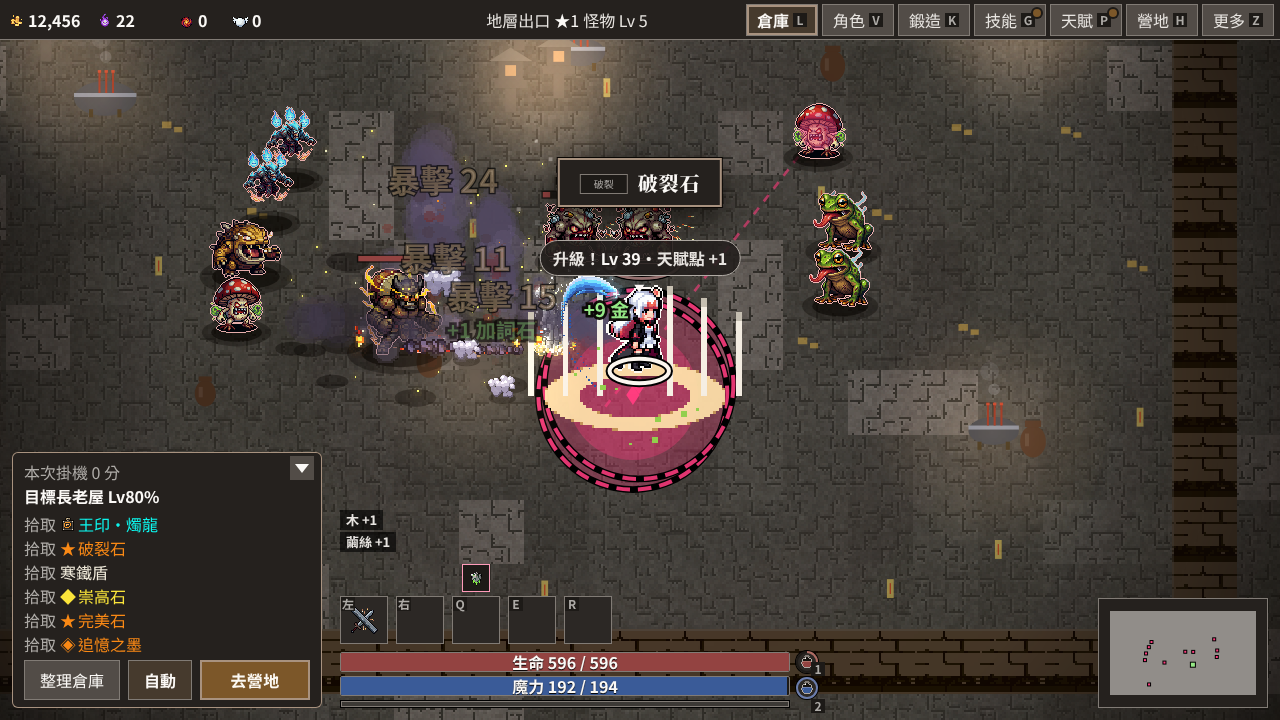 12,456 22 0 0
地層出口 ★1 怪物 Lv 5
倉庫 L
角色 V
鍛造 K
技能 G
天賦 P
營地 H
更多 Z
暴擊 24
破裂 破裂石
暴擊 11
升級！Lv 39・天賦點 +1
暴擊 15
+9 金
+1 加詞石
本次掛機 0 分
目標長老屋 Lv80%
拾取 王印・燭龍
拾取 ★破裂石
拾取 寒鐵盾
拾取 ◆崇高石
拾取 ★完美石
拾取 ◈追憶之墨
整理倉庫
自動
去營地
木 +1
繭絲 +1
左
右
Q
E
R
生命 596 / 596
1
魔力 192 / 194
2